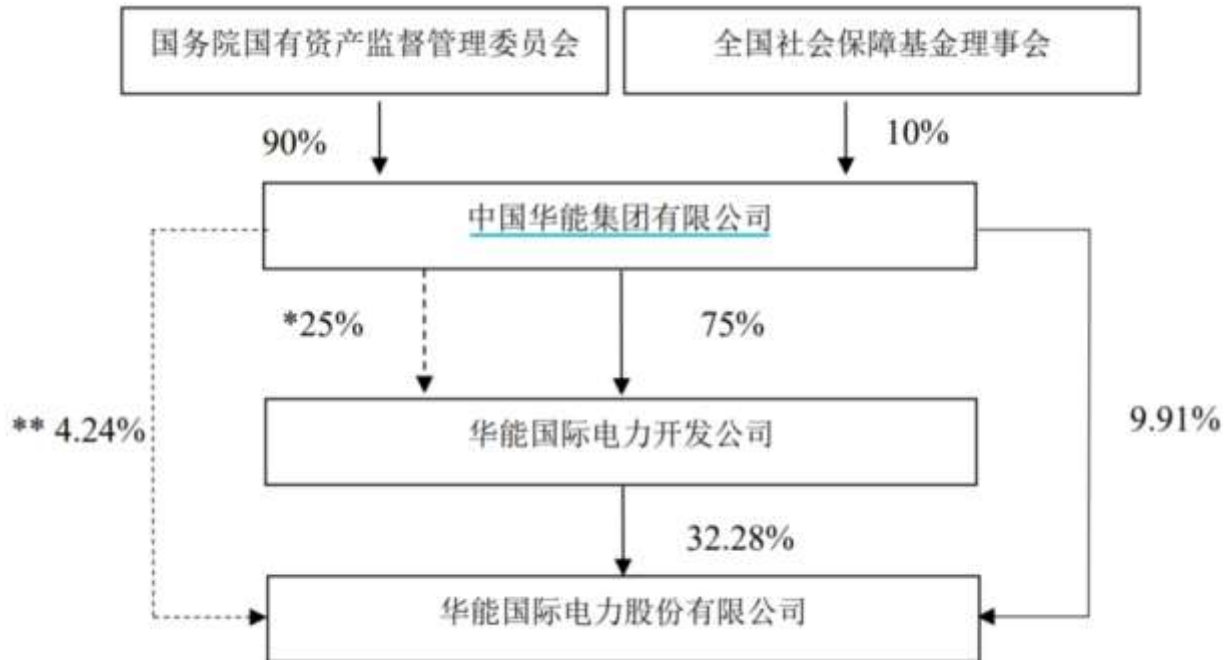 国务院国有资产监督管理委员会
全国社会保障基金理事会
90%
10%
中国华能集团有限公司
*25%
75%
** 4.24%
9.91%
华能国际电力开发公司
32.28%
华能国际电力股份有限公司